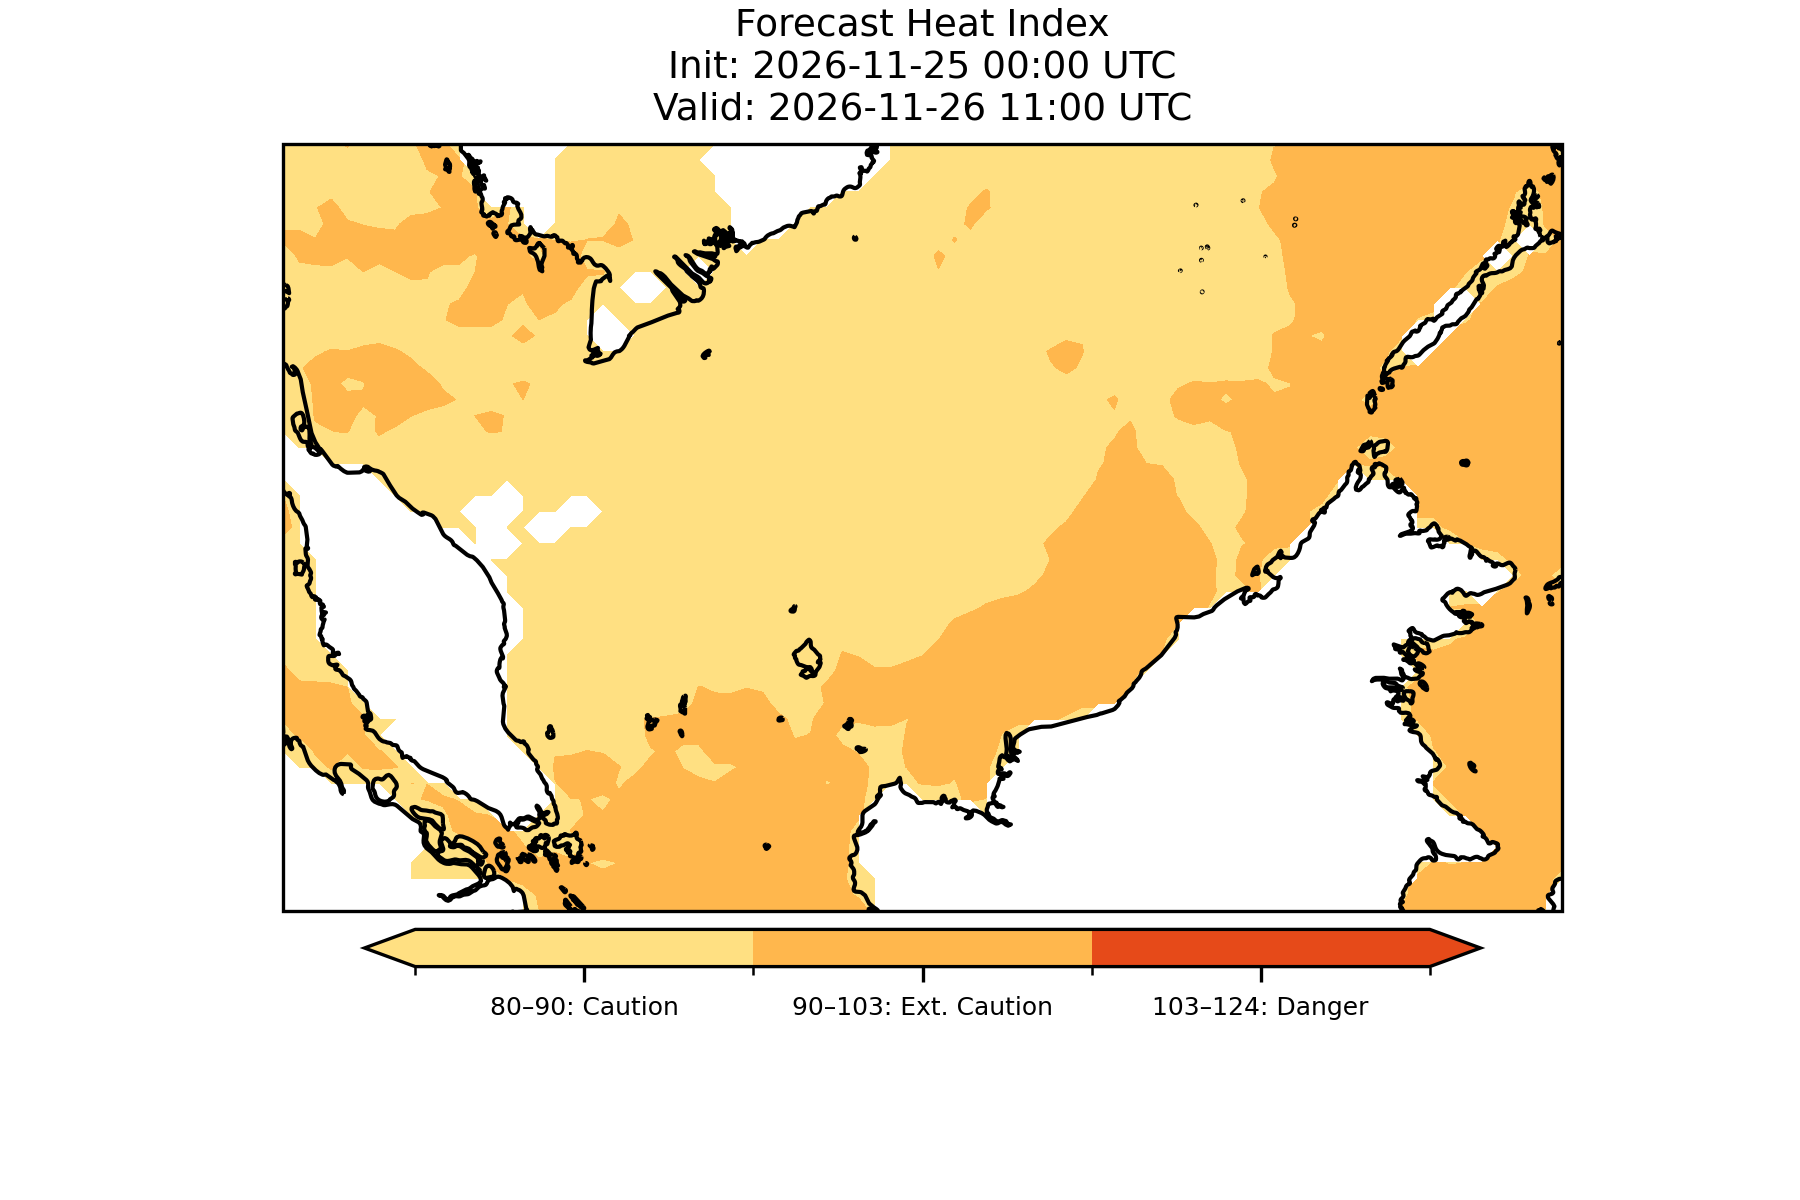 Forecast Heat Index
Init: 2026-11-25 00:00 UTC
Valid: 2026-11-26 11:00 UTC
80–90: Caution
90–103: Ext. Caution
103–124: Danger